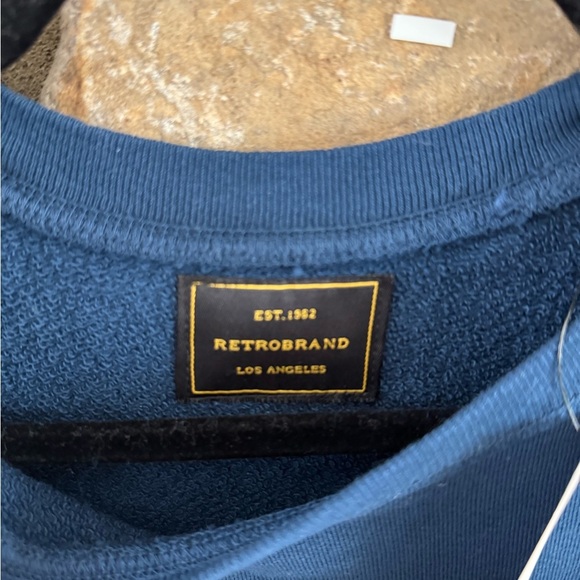 EST. 1962
RETROBRAND
LOS ANGELES